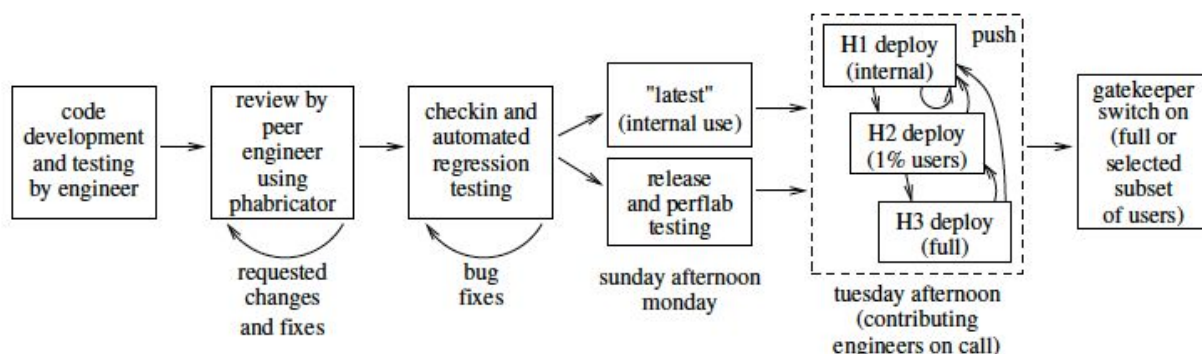 code
development
and testing
by engineer
review by
peer
engineer
using
phabricator
requested
changes
and fixes
checkin and
automated
regression
testing
bug
fixes
"latest"
(internal use)
release
and perflab
testing
sunday afternoon
monday
push
H1 deploy
(internal)
H2 deploy
(1% users)
H3 deploy
(full)
tuesday afternoon
(contributing
engineers on call)
gatekeeper
switch on
(full or
selected
subset
of users)